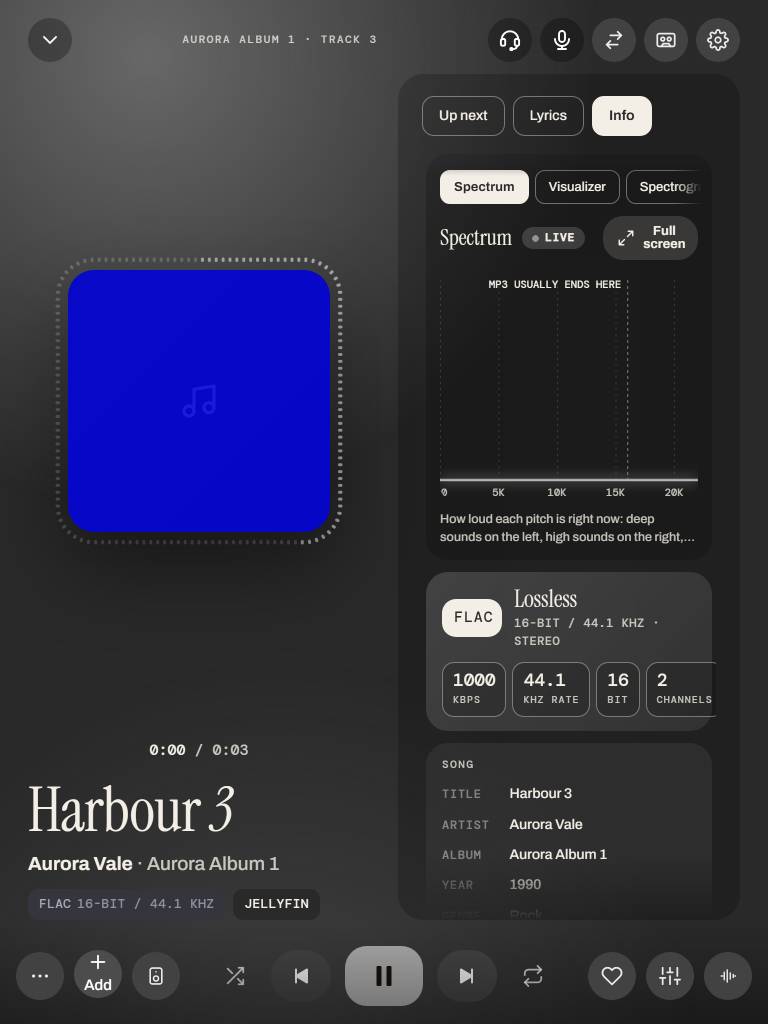 AURORA ALBUM 1 · TRACK 3
Up next
Lyrics
Info
Spectrum
Visualizer
Spectrogr
Spectrum
LIVE
Full screen
MP3 USUALLY ENDS HERE
0 5K 10K 15K 20K
How loud each pitch is right now: deep
sounds on the left, high sounds on the right,...
FLAC
Lossless
16-BIT / 44.1 KHZ ·
STEREO
1000 KBPS
44.1 KHZ RATE
16 BIT
2 CHANNELS
SONG
TITLE Harbour 3
ARTIST Aurora Vale
ALBUM Aurora Album 1
YEAR 1990
GENRE Rock
0:00 / 0:03
Harbour 3
Aurora Vale · Aurora Album 1
FLAC 16-BIT / 44.1 KHZ
JELLYFIN
Add